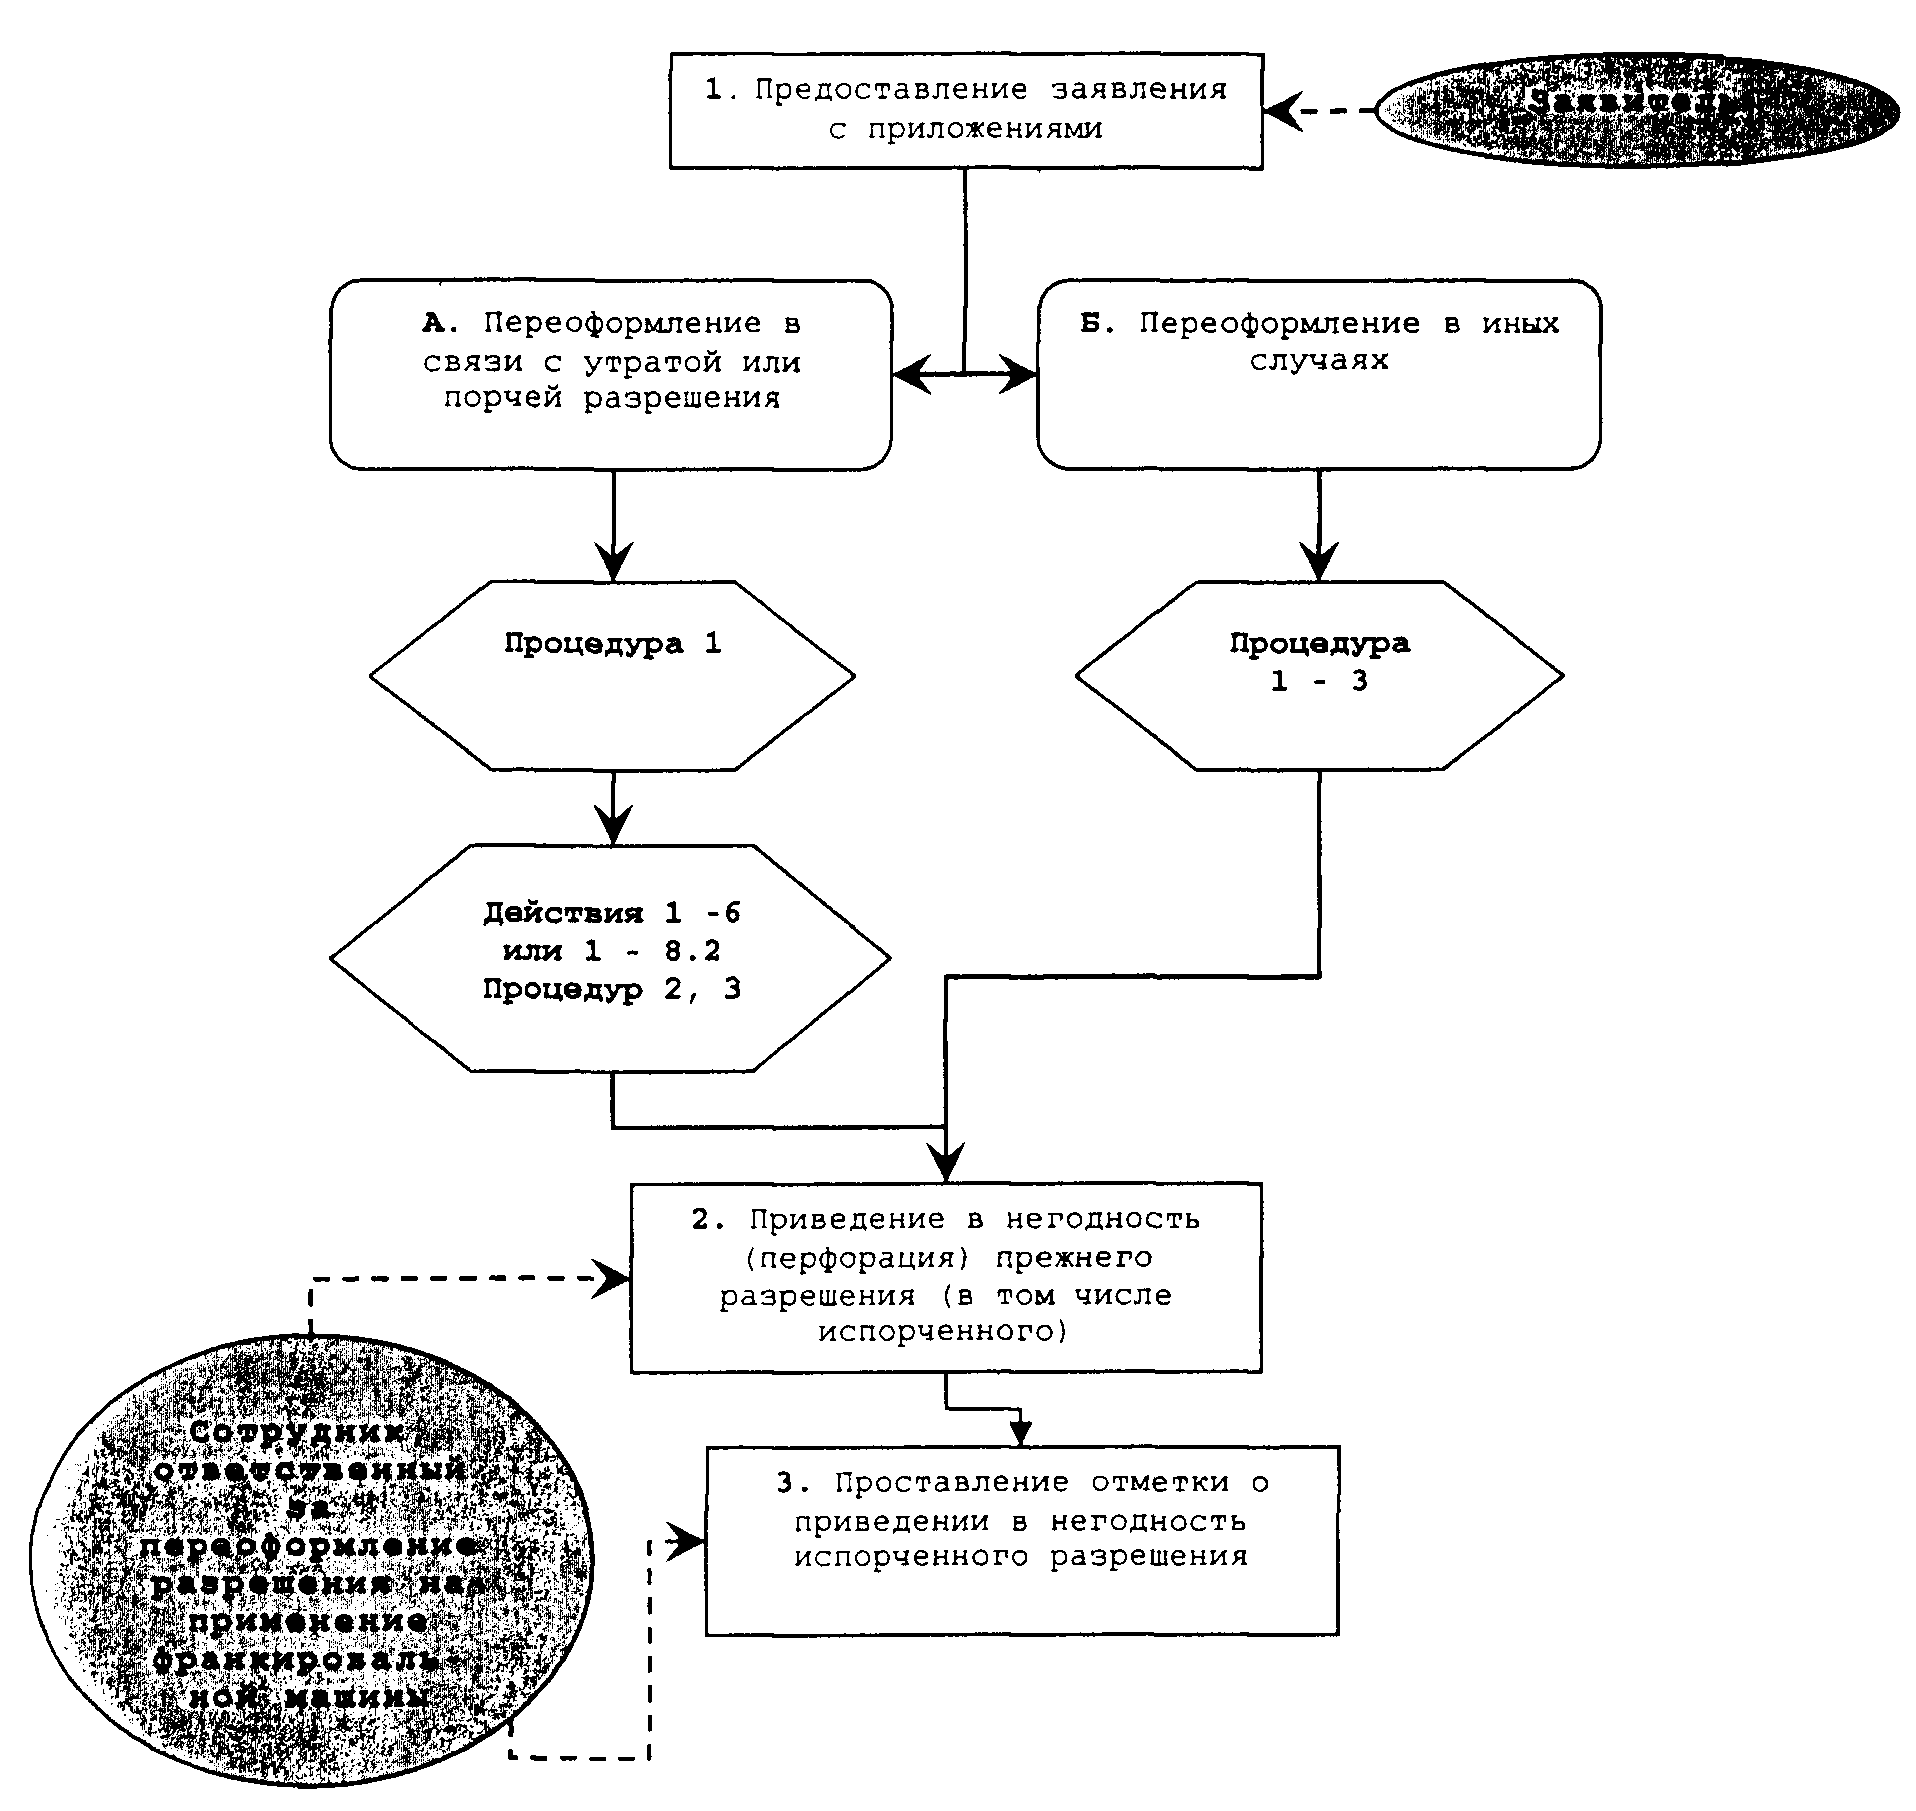 1. Предоставление заявления
с приложениями
Заявитель
А. Переоформление в
связи с утратой или
порчей разрешения
Б. Переоформление в иных
случаях
Процедура 1
Процедура
1 - 3
Действия 1 -6
или 1 - 8.2
Процедур 2, 3
2. Приведение в негодность
(перфорация) прежнего
разрешения (в том числе
испорченного)
Сотрудник,
ответственный
за
переоформление
разрешения на
применение
франкироваль-
ной машины
3. Проставление отметки о
приведении в негодность
испорченного разрешения